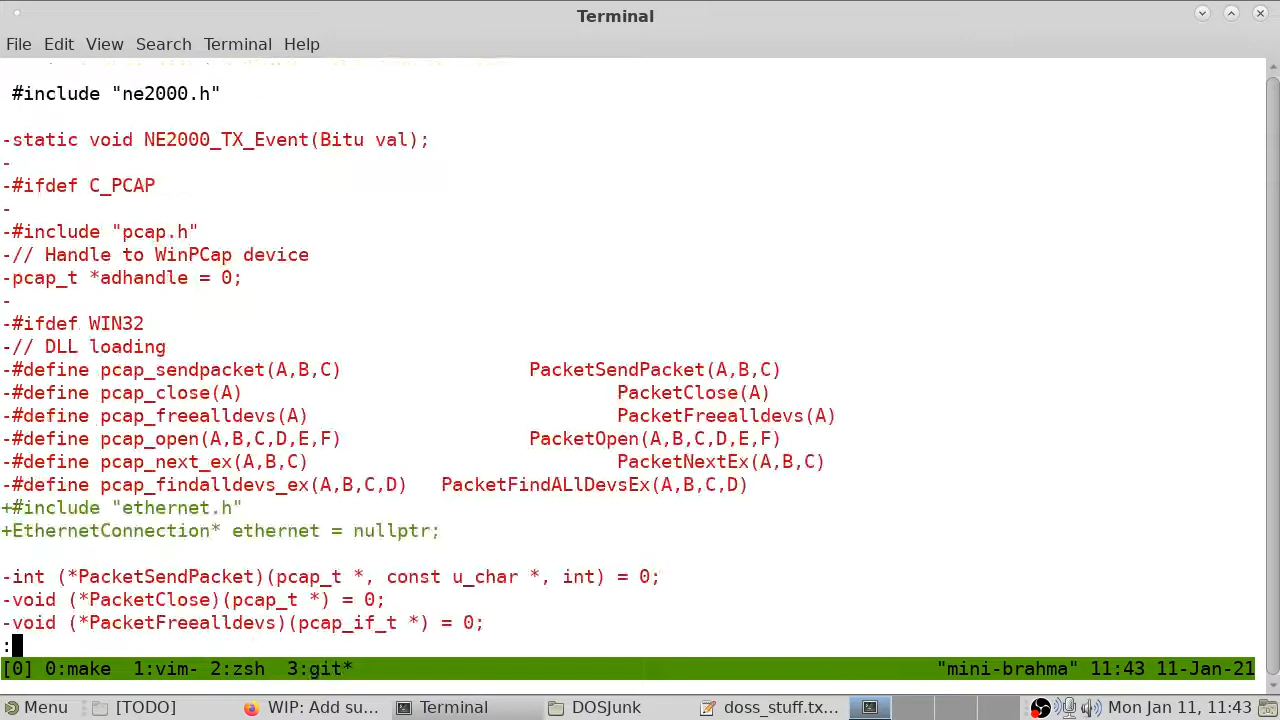 Terminal
File Edit View Search Terminal Help
 #include "ne2000.h"
-static void NE2000_TX_Event(Bitu val);
-
-#ifdef C_PCAP
-
-#include "pcap.h"
-// Handle to WinPCap device
-pcap_t *adhandle = 0;
-
-#ifdef WIN32
-// DLL loading
-#define pcap_sendpacket(A,B,C) PacketSendPacket(A,B,C)
-#define pcap_close(A) PacketClose(A)
-#define pcap_freealldevs(A) PacketFreealldevs(A)
-#define pcap_open(A,B,C,D,E,F) PacketOpen(A,B,C,D,E,F)
-#define pcap_next_ex(A,B,C) PacketNextEx(A,B,C)
-#define pcap_findalldevs_ex(A,B,C,D) PacketFindALlDevsEx(A,B,C,D)
+#include "ethernet.h"
+EthernetConnection* ethernet = nullptr;
-int (*PacketSendPacket)(pcap_t *, const u_char *, int) = 0;
-void (*PacketClose)(pcap_t *) = 0;
-void (*PacketFreealldevs)(pcap_if_t *) = 0;
:
[0] 0:make 1:vim- 2:zsh 3:git* "mini-brahma" 11:43 11-Jan-21
Menu [TODO] WIP: Add su... Terminal DOSJunk doss_stuff.tx... Mon Jan 11, 11:43